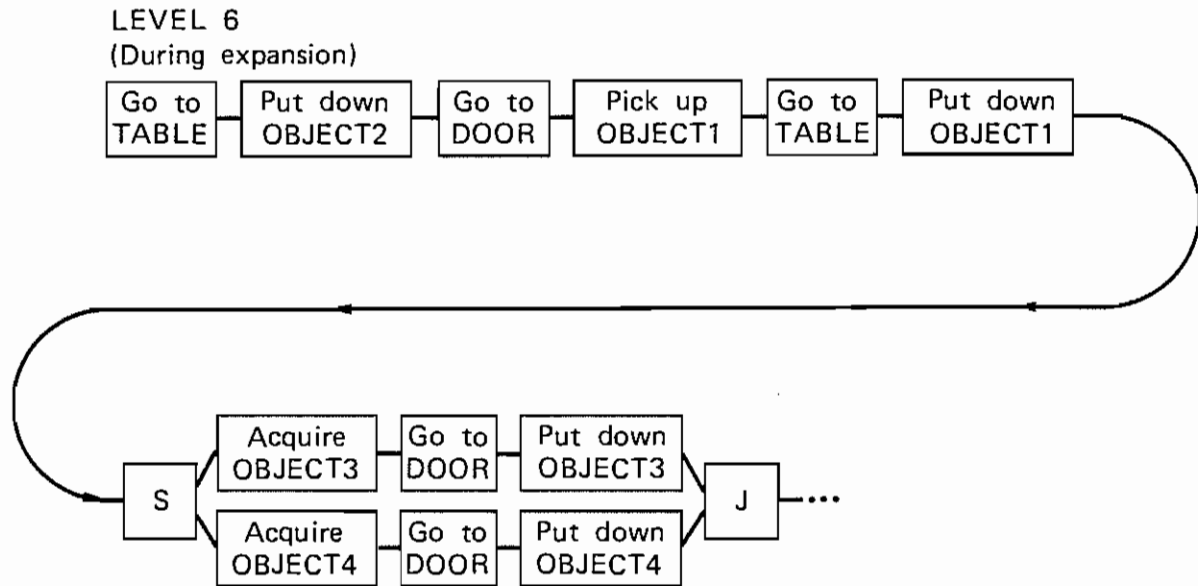 LEVEL 6
(During expansion)
Go to
TABLE
Put down
OBJECT2
Go to
DOOR
Pick up
OBJECT1
Go to
TABLE
Put down
OBJECT1
S
Acquire
OBJECT3
Go to
DOOR
Put down
OBJECT3
Acquire
OBJECT4
Go to
DOOR
Put down
OBJECT4
J